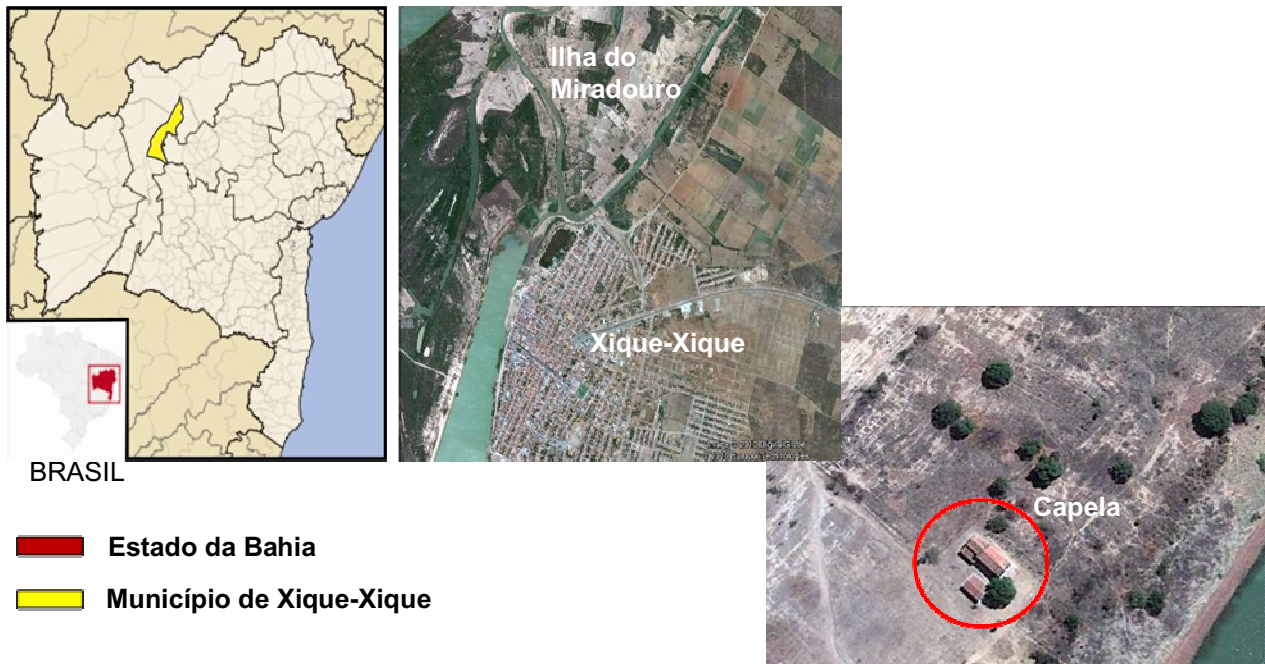 Ilha do
Miradouro
Xique-Xique
Capela
BRASIL
Estado da Bahia
Município de Xique-Xique